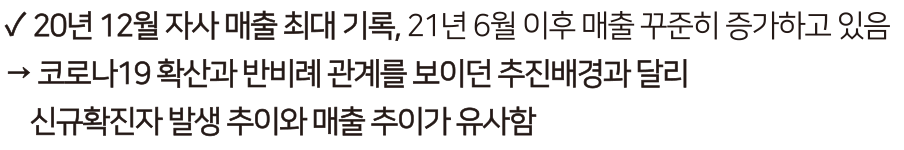 ✓ 20년 12월 자사 매출 최대 기록, 21년 6월 이후 매출 꾸준히 증가하고 있음
→ 코로나19 확산과 반비례 관계를 보이던 추진배경과 달리
신규확진자 발생 추이와 매출 추이가 유사함